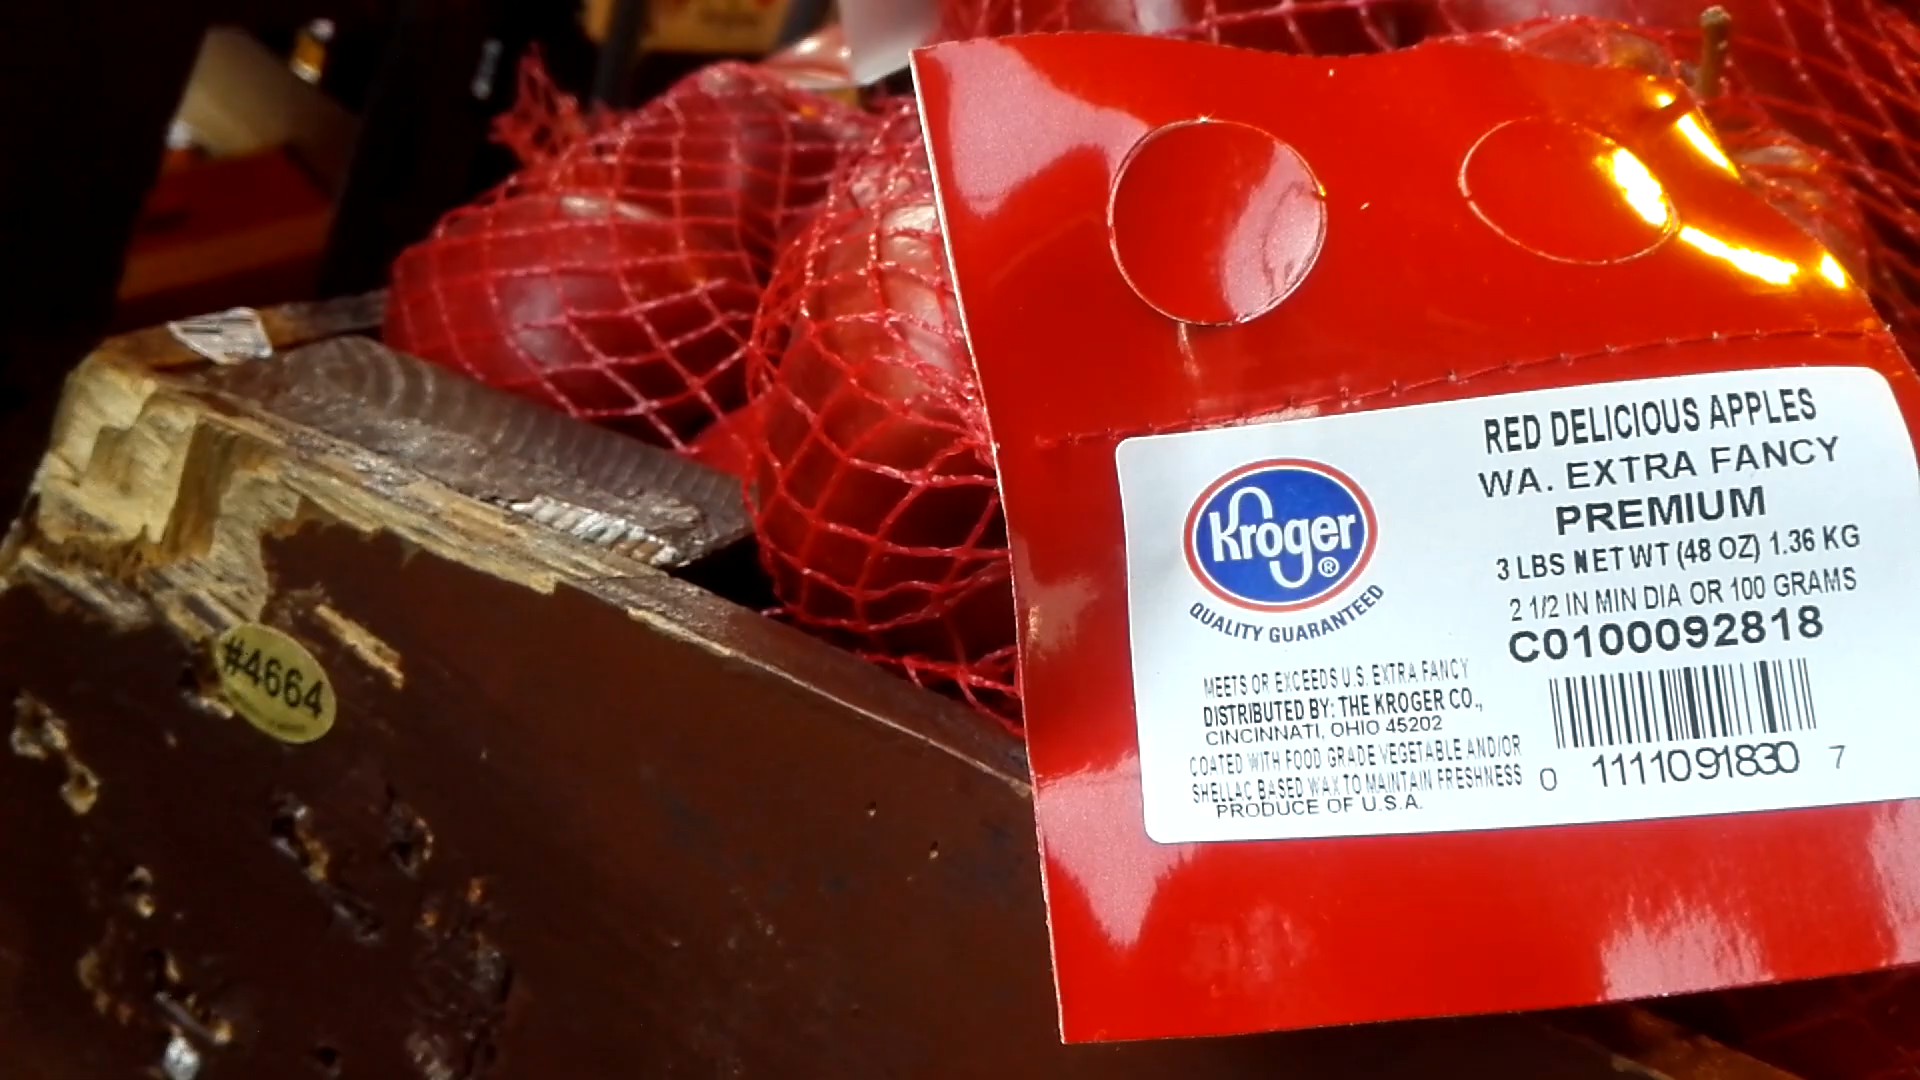 RED DELICIOUS APPLES
WA. EXTRA FANCY
PREMIUM
3 LBS NET WT (48 OZ) 1.36 KG
2 1/2 IN MIN DIA OR 100 GRAMS
C0100092818
Kroger®
QUALITY GUARANTEED
MEETS OR EXCEEDS U.S. EXTRA FANCY
DISTRIBUTED BY: THE KROGER CO.,
CINCINNATI, OHIO 45202
COATED WITH FOOD GRADE VEGETABLE AND/OR
SHELLAC BASED WAX TO MAINTAIN FRESHNESS
PRODUCE OF U.S.A.
0 11110 91830 7
#4664